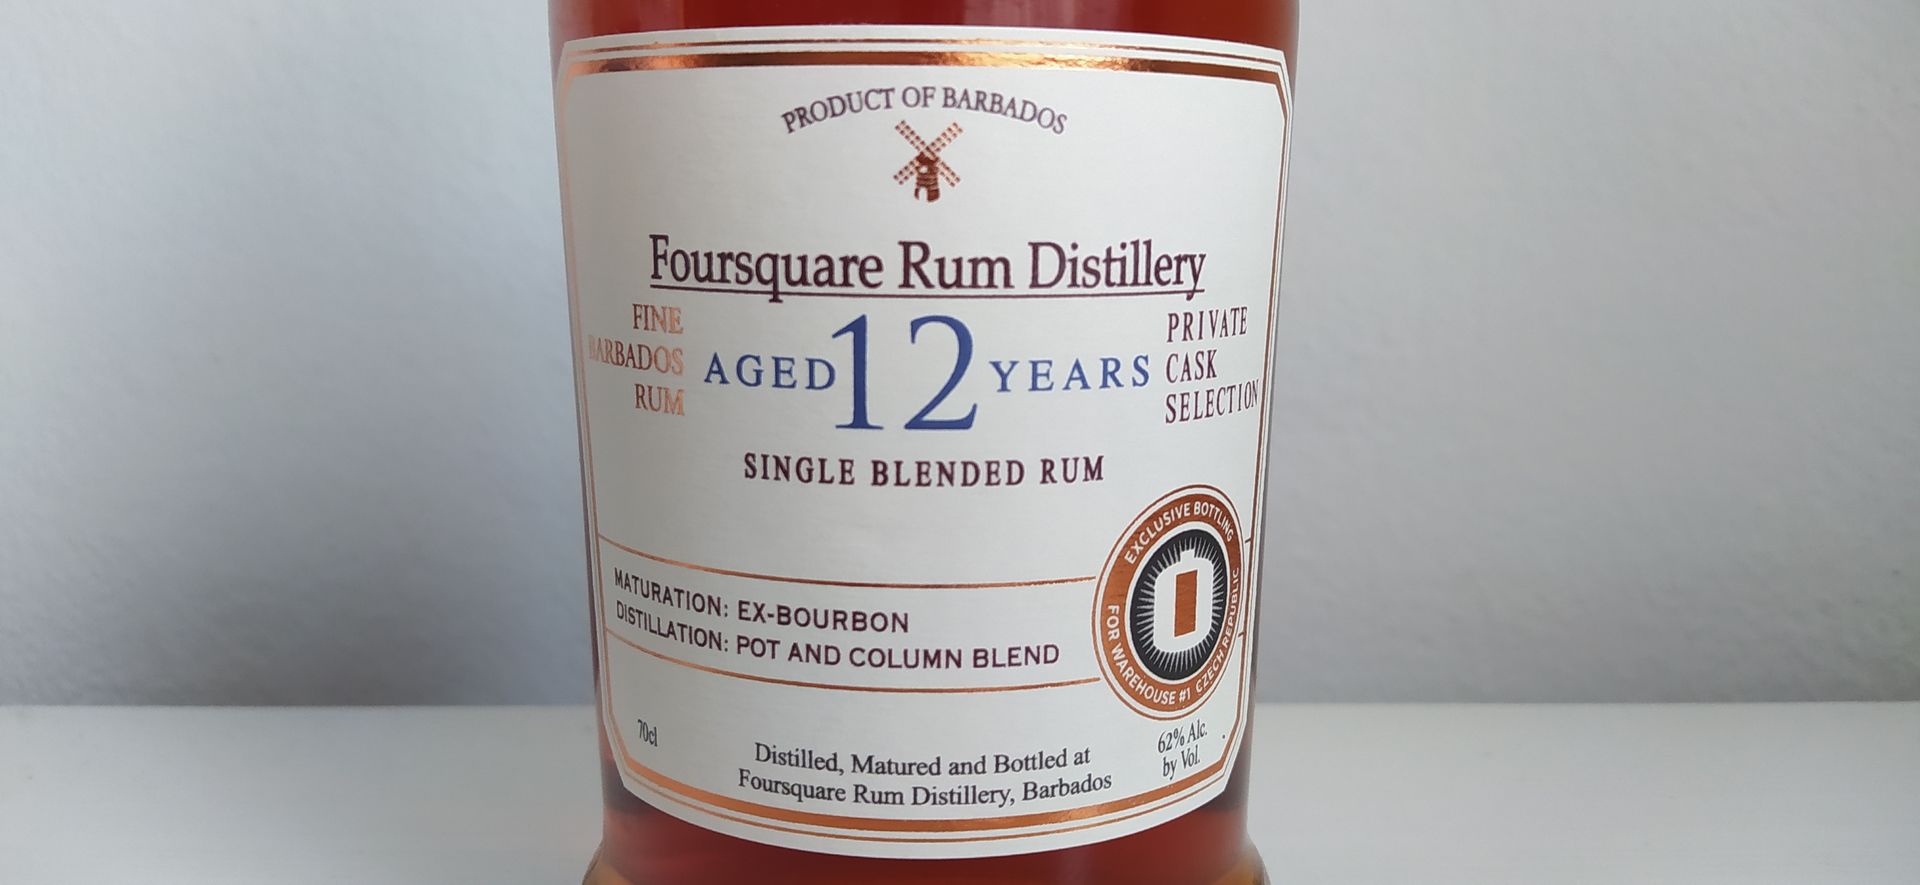 PRODUCT OF BARBADOS
Foursquare Rum Distillery
FINE
BARBADOS
RUM
AGED 12 YEARS
PRIVATE
CASK
SELECTION
SINGLE BLENDED RUM
MATURATION: EX-BOURBON
DISTILLATION: POT AND COLUMN BLEND
EXCLUSIVE BOTTLING
FOR WAREHOUSE #1 CZECH REPUBLIC
70cl
Distilled, Matured and Bottled at
Foursquare Rum Distillery, Barbados
62% Alc.
by Vol.